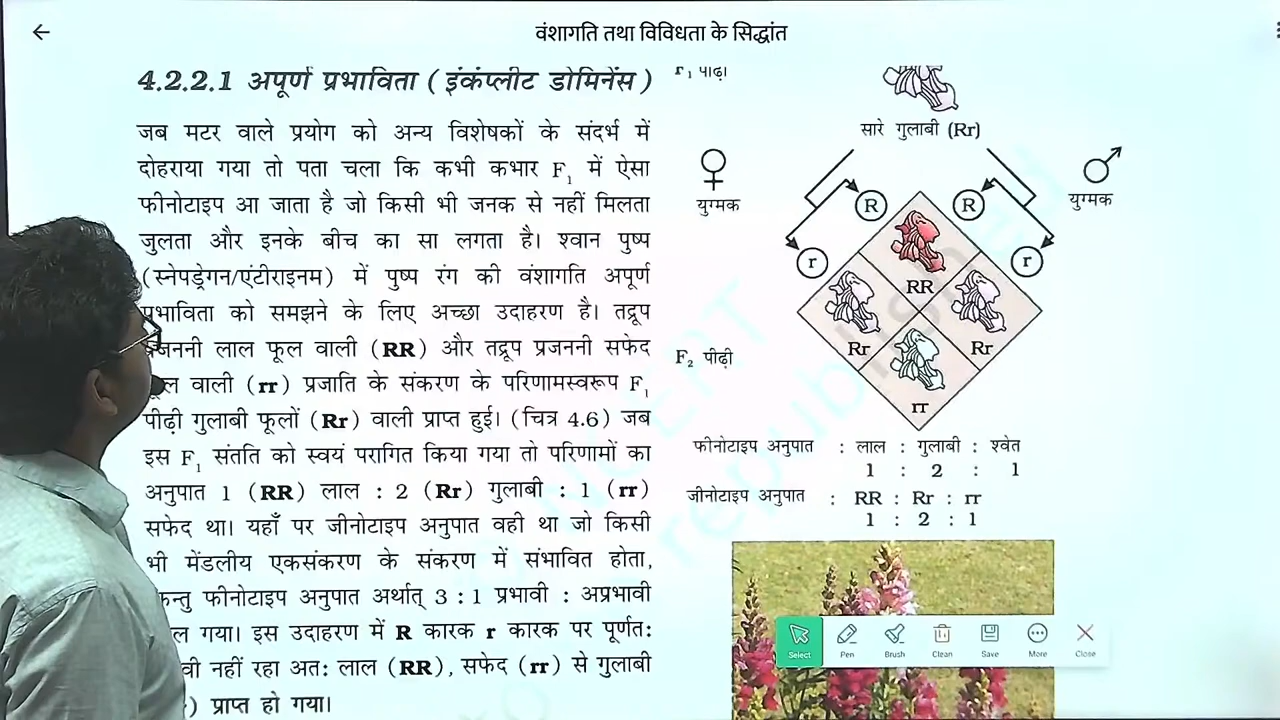 वंशागति तथा विविधता के सिद्धांत
4.2.2.1 अपूर्ण प्रभाविता (इंकंप्लीट डोमिनेंस)
जब मटर वाले प्रयोग को अन्य विशेषकों के संदर्भ में
दोहराया गया तो पता चला कि कभी कभार F1 में ऐसा
फीनोटाइप आ जाता है जो किसी भी जनक से नहीं मिलता
जुलता और इनके बीच का सा लगता है। श्वान पुष्प
(स्नेपड्रेगन/एंटीराइनम) में पुष्प रंग की वंशागति अपूर्ण
प्रभाविता को समझने के लिए अच्छा उदाहरण है। तद्रूप
प्रजननी लाल फूल वाली (RR) और तद्रूप प्रजननी सफेद
वाली (rr) प्रजाति के संकरण के परिणामस्वरूप F1
पीढ़ी गुलाबी फूलों (Rr) वाली प्राप्त हुई। (चित्र 4.6) जब
इस F1 संतति को स्वयं परागित किया गया तो परिणामों का
अनुपात 1 (RR) लाल : 2 (Rr) गुलाबी : 1 (rr)
सफेद था। यहाँ पर जीनोटाइप अनुपात वही था जो किसी
भी मेंडलीय एकसंकरण के संकरण में संभावित होता,
फीनोटाइप अनुपात अर्थात् 3 : 1 प्रभावी : अप्रभावी
गया। इस उदाहरण में R कारक r कारक पर पूर्णत:
नहीं रहा अत: लाल (RR), सफेद (rr) से गुलाबी
प्राप्त हो गया।
सारे गुलाबी (Rr)
युग्मक
युग्मक
R
R
r
r
RR
Rr
Rr
rr
F2 पीढ़ी
फीनोटाइप अनुपात : लाल : गुलाबी : श्वेत
1 : 2 : 1
जीनोटाइप अनुपात : RR : Rr : rr
1 : 2 : 1
Select
Pen
Brush
Clean
Save
More
Close